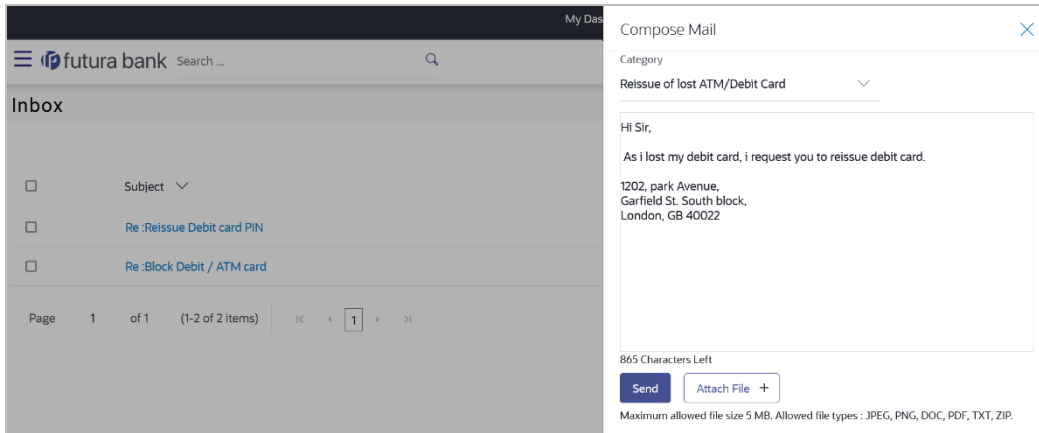 My Das
futura bank Search ...
Inbox
Subject
Re :Reissue Debit card PIN
Re :Block Debit / ATM card
Page 1 of 1 (1-2 of 2 items) 1
Compose Mail
Category
Reissue of lost ATM/Debit Card
Hi Sir,
As i lost my debit card, i request you to reissue debit card.
1202, park Avenue,
Garfield St. South block,
London, GB 40022
865 Characters Left
Send Attach File +
Maximum allowed file size 5 MB. Allowed file types : JPEG, PNG, DOC, PDF, TXT, ZIP.